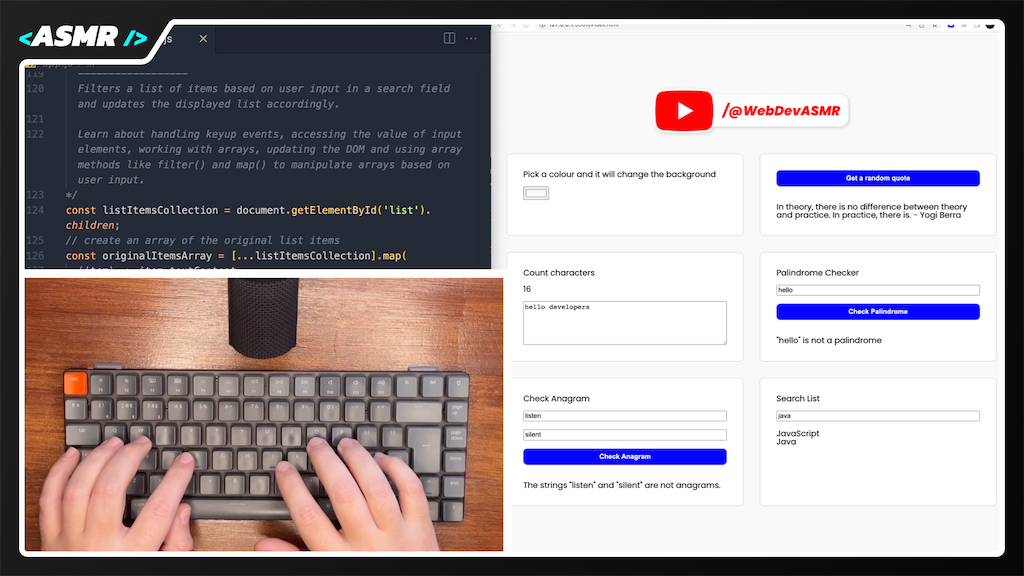 <ASMR />
js
119
120 Filters a list of items based on user input in a search field
and updates the displayed list accordingly.
121
122 Learn about handling keyup events, accessing the value of input
elements, working with arrays, updating the DOM and using array
methods like filter() and map() to manipulate arrays based on
user input.
123 */
124 const listItemsCollection = document.getElementById('list').
children;
125 // create an array of the original list items
126 const originalItemsArray = [...listItemsCollection].map(
/@WebDevASMR
Pick a colour and it will change the background
Get a random quote
In theory, there is no difference between theory
and practice. In practice, there is. - Yogi Berra
Count characters
16
hello developers
Palindrome Checker
hello
Check Palindrome
"hello" is not a palindrome
Check Anagram
listen
silent
Check Anagram
The strings "listen" and "silent" are not anagrams.
Search List
java
JavaScript
Java